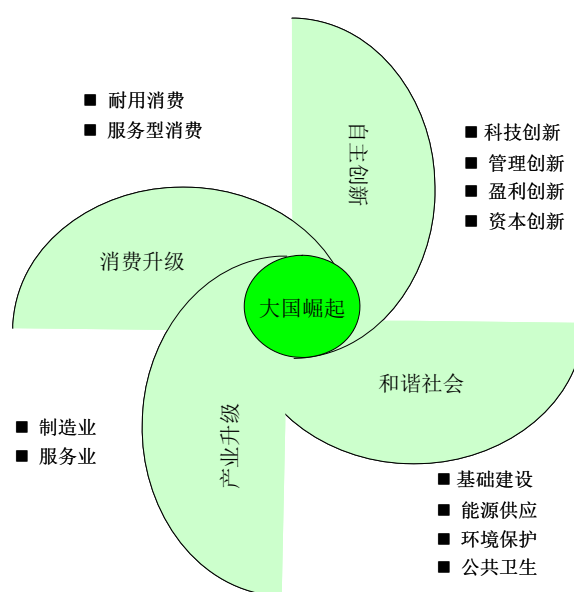 耐用消费
服务型消费
自主创新
科技创新
管理创新
盈利创新
资本创新
消费升级
大国崛起
和谐社会
产业升级
制造业
服务业
基础建设
能源供应
环境保护
公共卫生